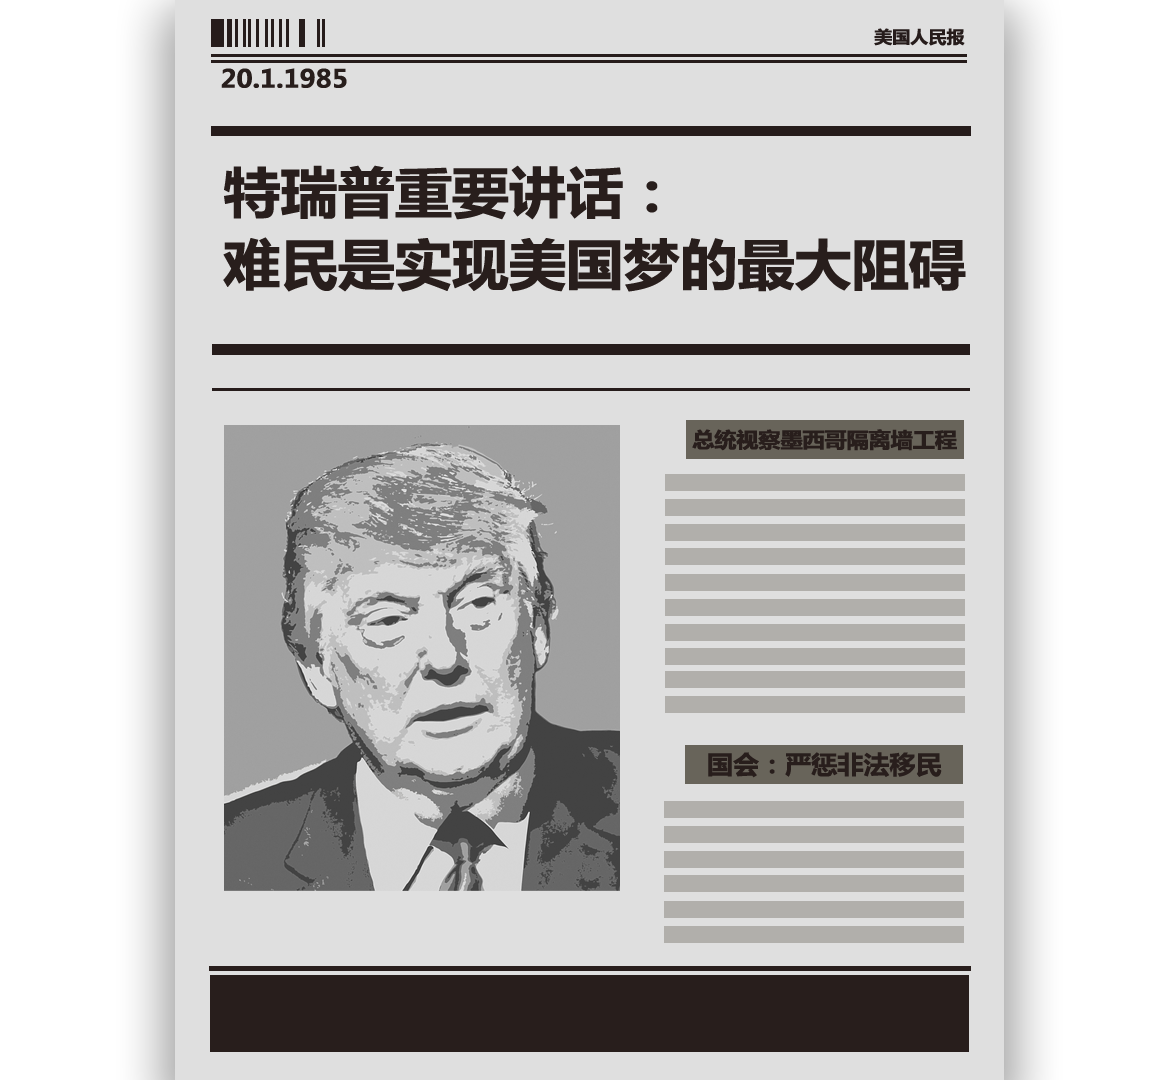 美国人民报
20.1.1985
特瑞普重要讲话：
难民是实现美国梦的最大阻碍
总统视察墨西哥隔离墙工程
国会：严惩非法移民